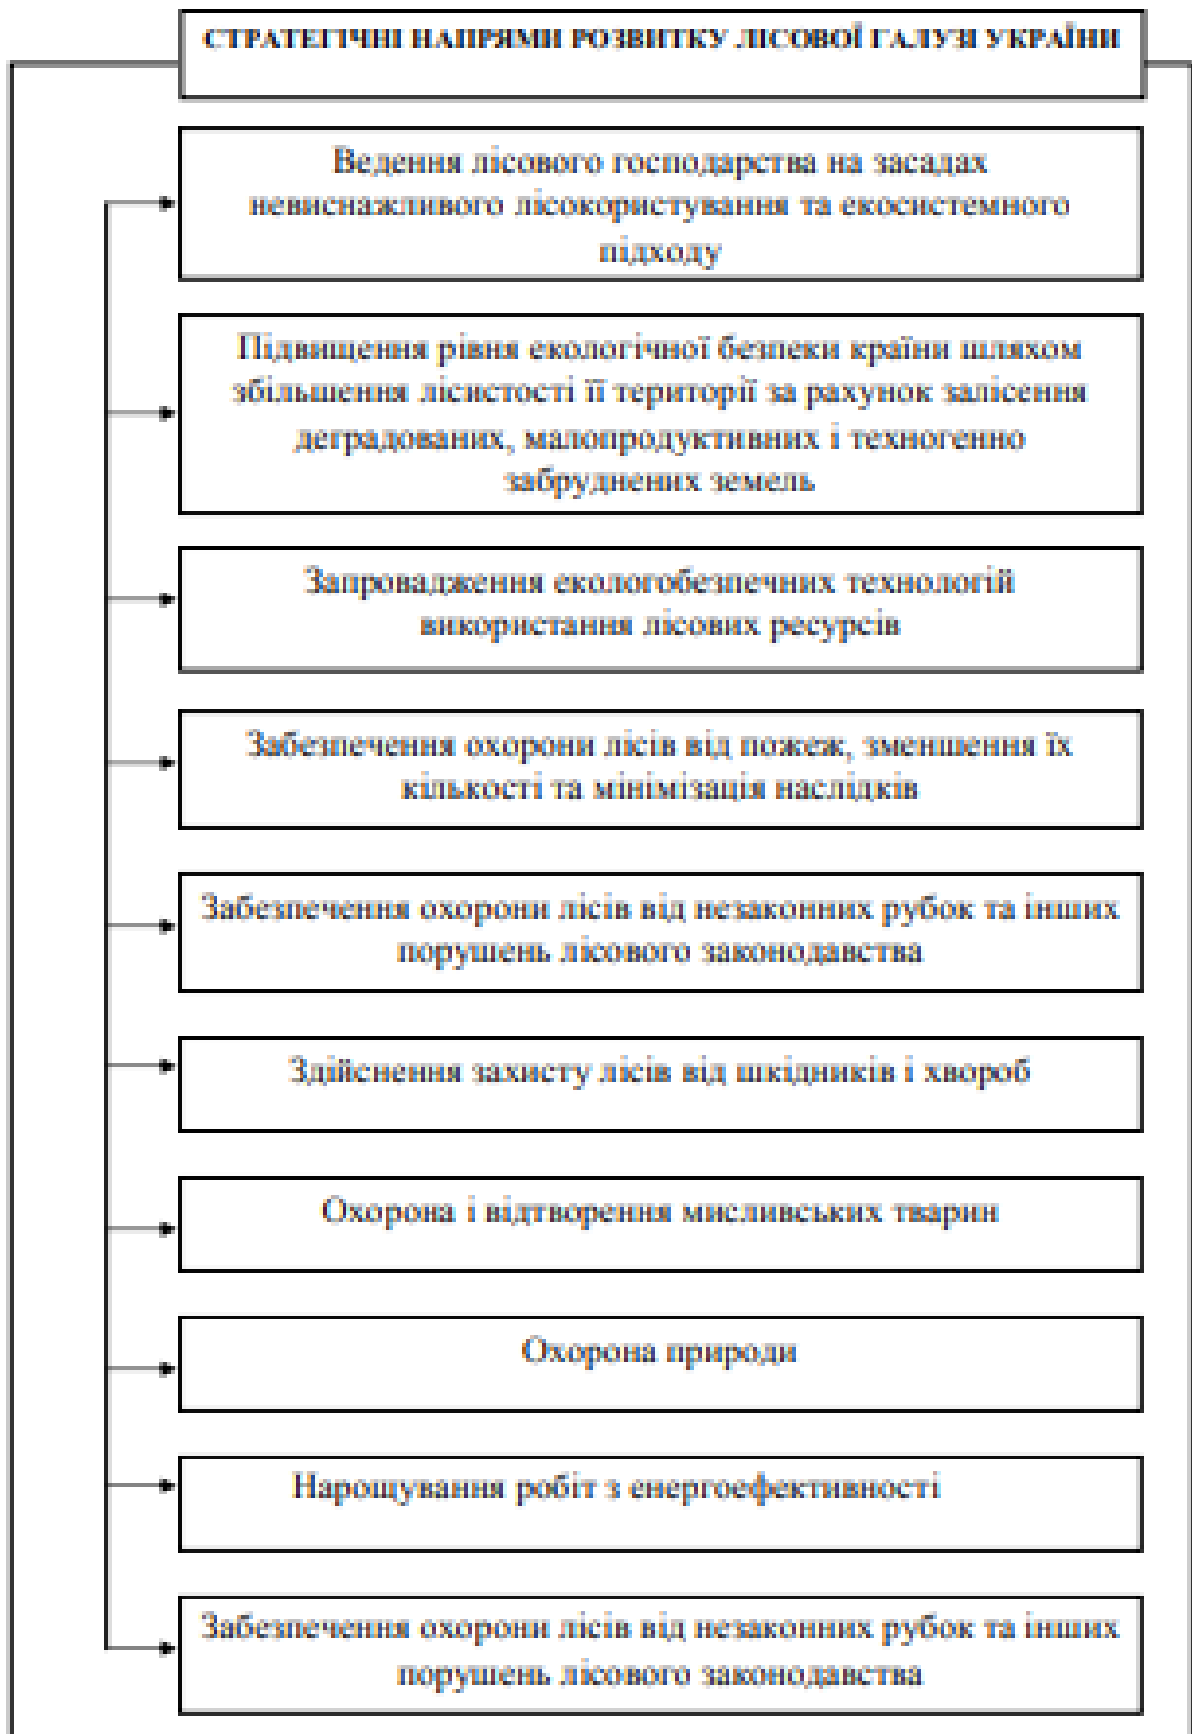 СТРАТЕГІЧНІ НАПРЯМИ РОЗВИТКУ ЛІСОВОЇ ГАЛУЗІ УКРАЇНИ
Ведення лісового господарства на засадах
невиснажливого лісокористування та екосистемного
підходу
Підвищення рівня екологічної безпеки країни шляхом
збільшення лісистості її території за рахунок залісення
деградованих, малопродуктивних і техногенно
забруднених земель
Запровадження екологобезпечних технологій
використання лісових ресурсів
Забезпечення охорони лісів від пожеж, зменшення їх
кількості та мінімізація наслідків
Забезпечення охорони лісів від незаконних рубок та інших
порушень лісового законодавства
Здійснення захисту лісів від шкідників і хвороб
Охорона і відтворення мисливських тварин
Охорона природи
Нарощування робіт з енергоефективності
Забезпечення охорони лісів від незаконних рубок та інших
порушень лісового законодавства